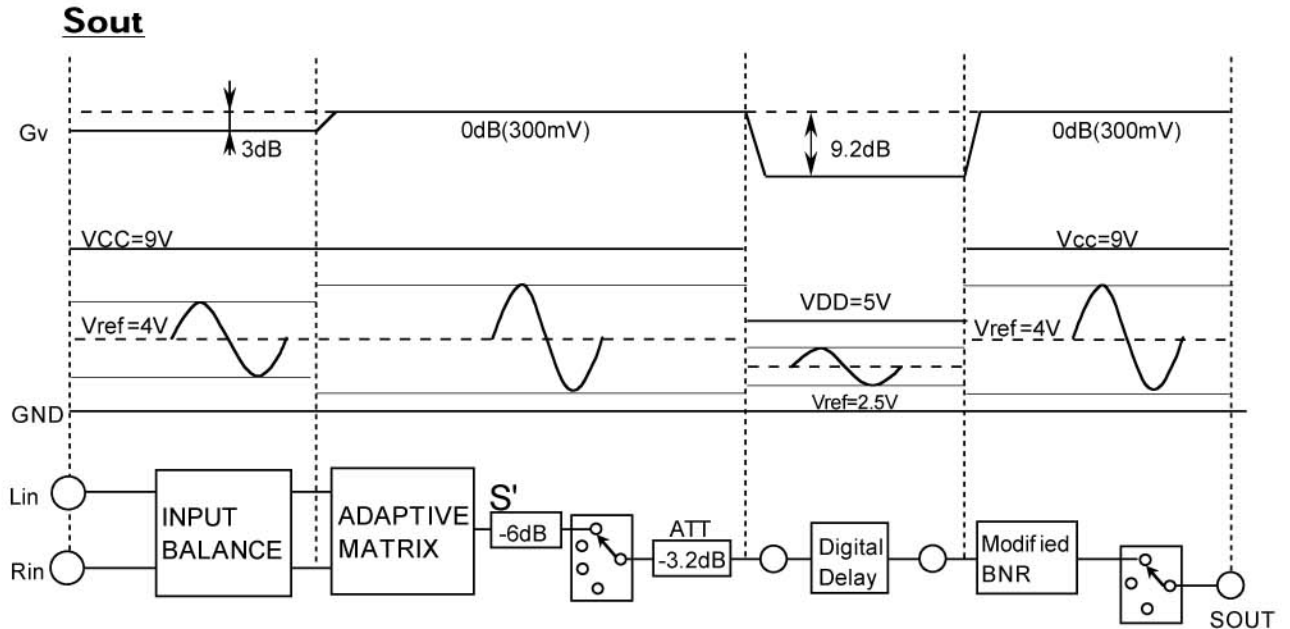 Sout
Gv
3dB
0dB(300mV)
9.2dB
0dB(300mV)
VCC=9V
Vcc=9V
VDD=5V
Vref=4V
Vref=4V
Vref=2.5V
GND
Lin
Rin
INPUT
BALANCE
ADAPTIVE
MATRIX
S'
-6dB
ATT
-3.2dB
Digital
Delay
Modified
BNR
SOUT